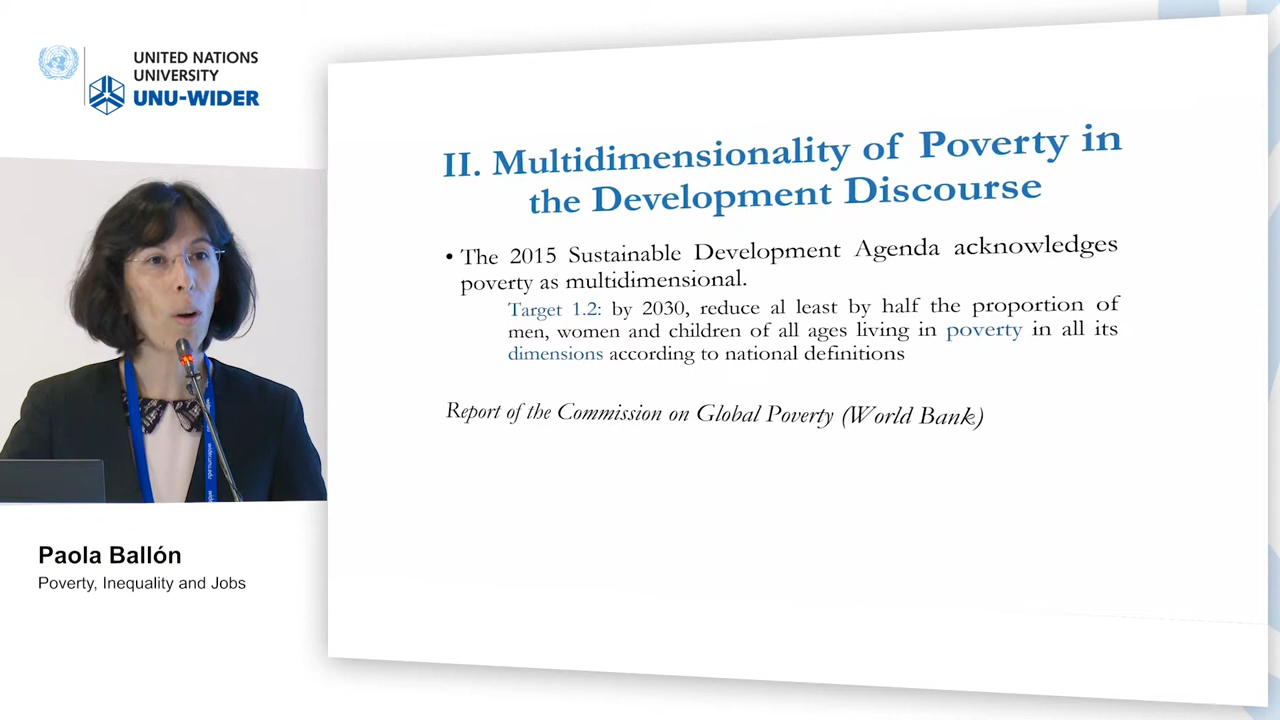 UNITED NATIONS
UNIVERSITY
UNU-WIDER
Paola Ballón
Poverty, Inequality and Jobs
II. Multidimensionality of Poverty in
the Development Discourse
• The 2015 Sustainable Development Agenda acknowledges
poverty as multidimensional.
Target 1.2: by 2030, reduce al least by half the proportion of
men, women and children of all ages living in poverty in all its
dimensions according to national definitions
Report of the Commission on Global Poverty (World Bank)